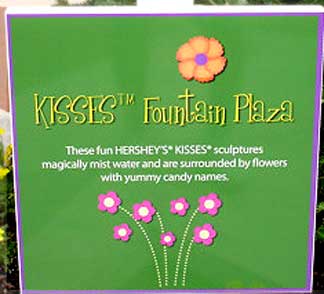 KISSES™ Fountain Plaza
These fun HERSHEY'S® KISSES® sculptures
magically mist water and are surrounded by flowers
with yummy candy names.